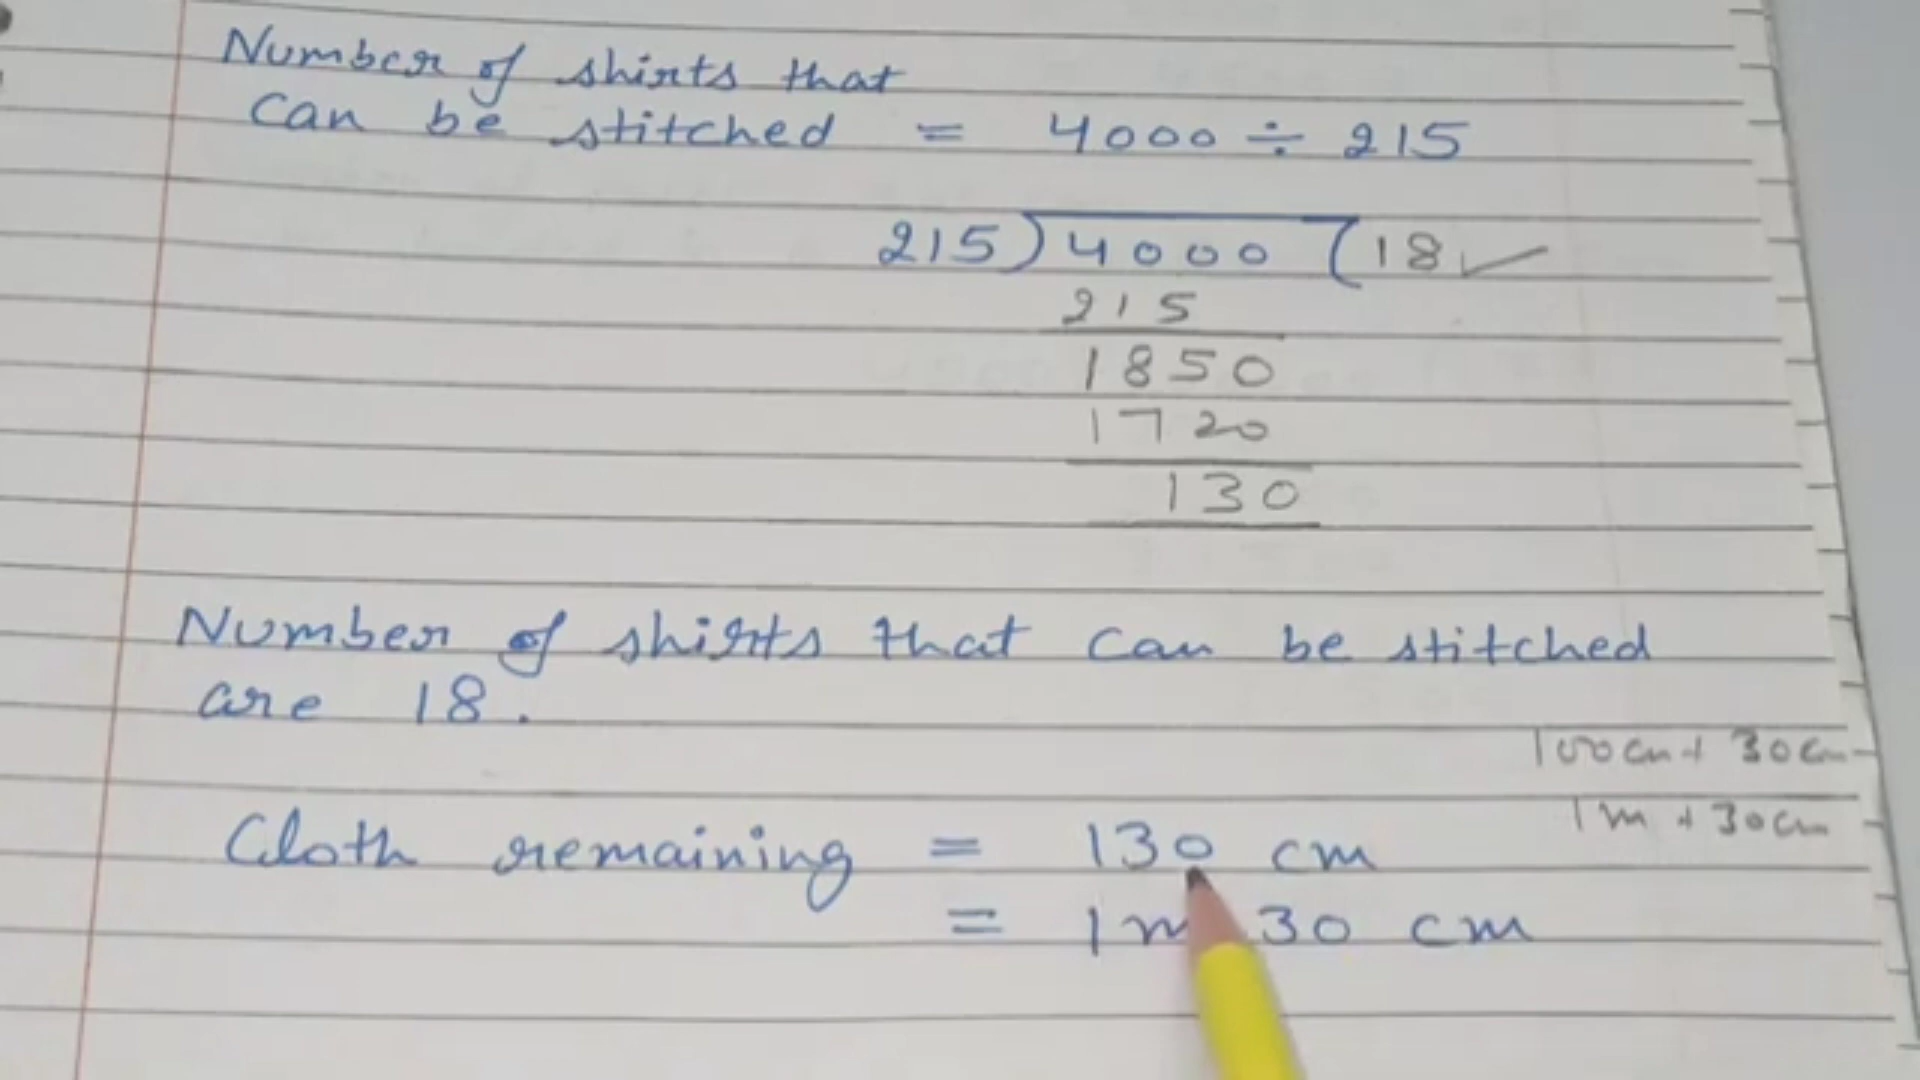 Number of shirts that
can be stitched = 4000 ÷ 215
215) 4000 (18 ✓
215
1850
1720
130
Number of shirts that can be stitched
are 18.
100cm + 30cm
1m + 30cm
Cloth remaining = 130 cm
= 1m 30 cm